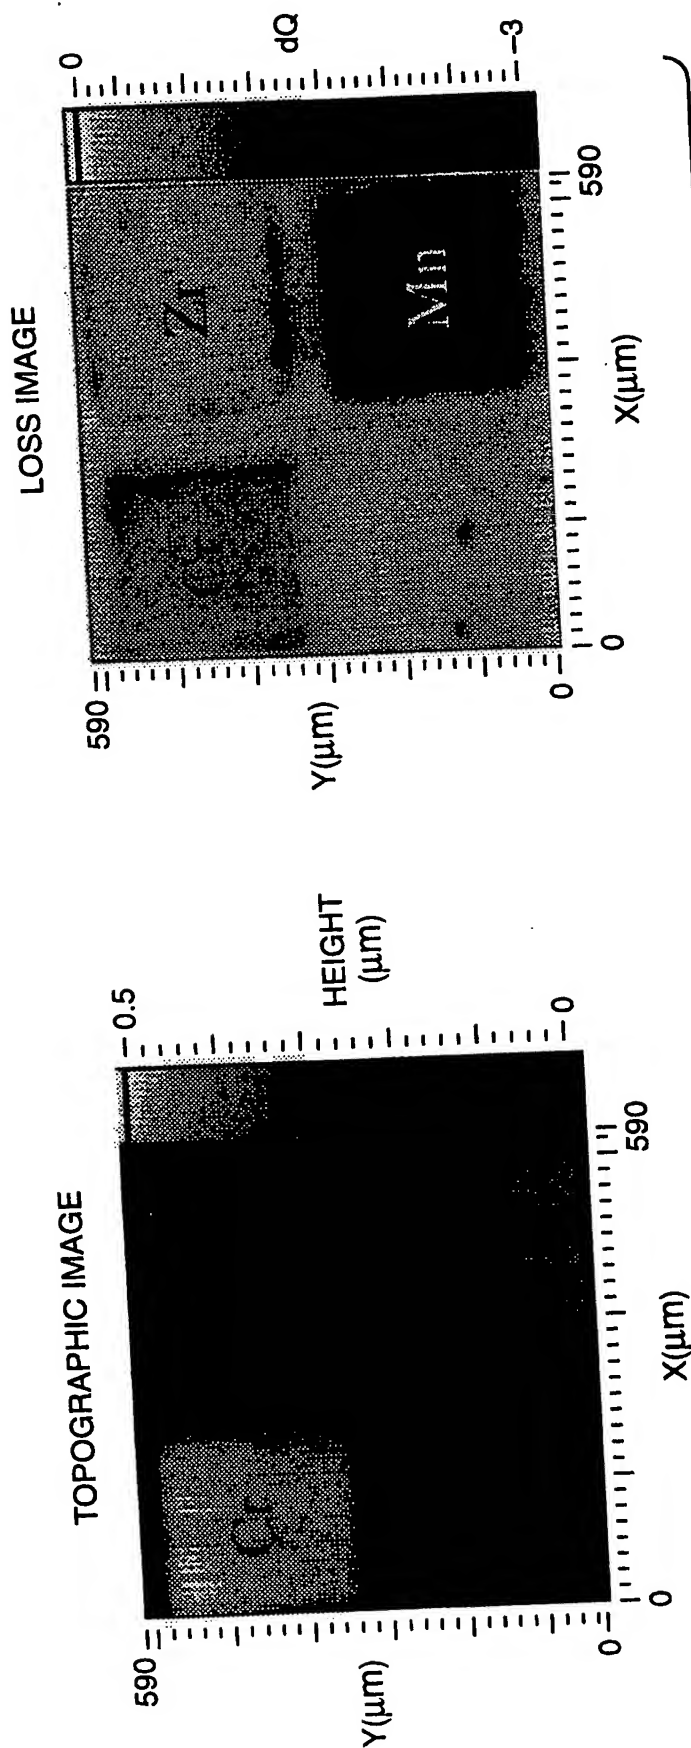 TOPOGRAPHIC IMAGE
590
Y(μm)
0
0
590
X(μm)
Cr
0.5
HEIGHT
(μm)
0
LOSS IMAGE
590
Y(μm)
0
0
590
X(μm)
Cr
Zr
Mn
0
dQ
-3